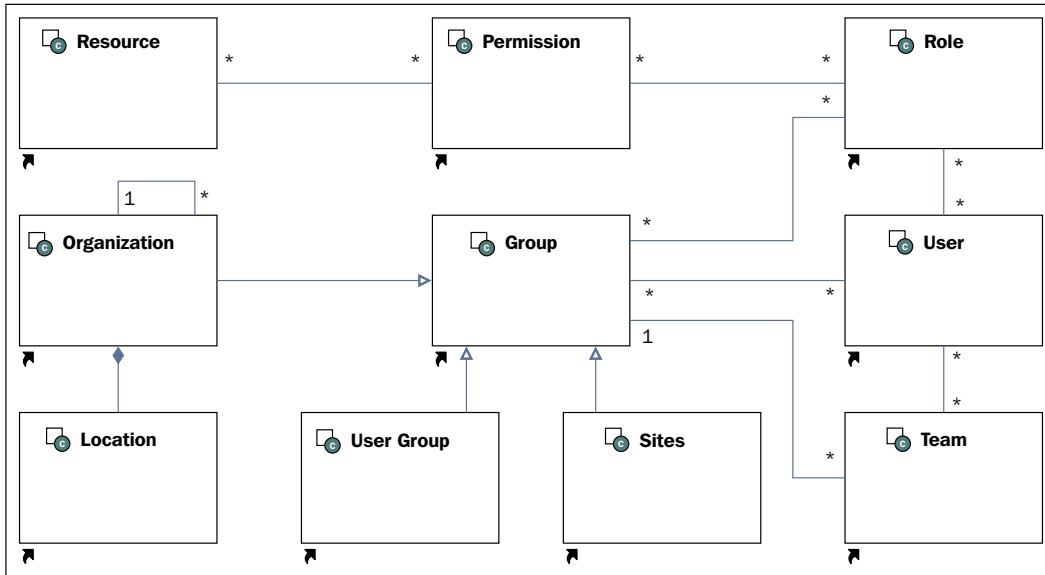 C Resource
C Permission
C Role
* *
* *
*
1 *
*
*
C Organization
C Group
C User
*
* *
1
*
*
C Location
C User Group
C Sites
C Team
*